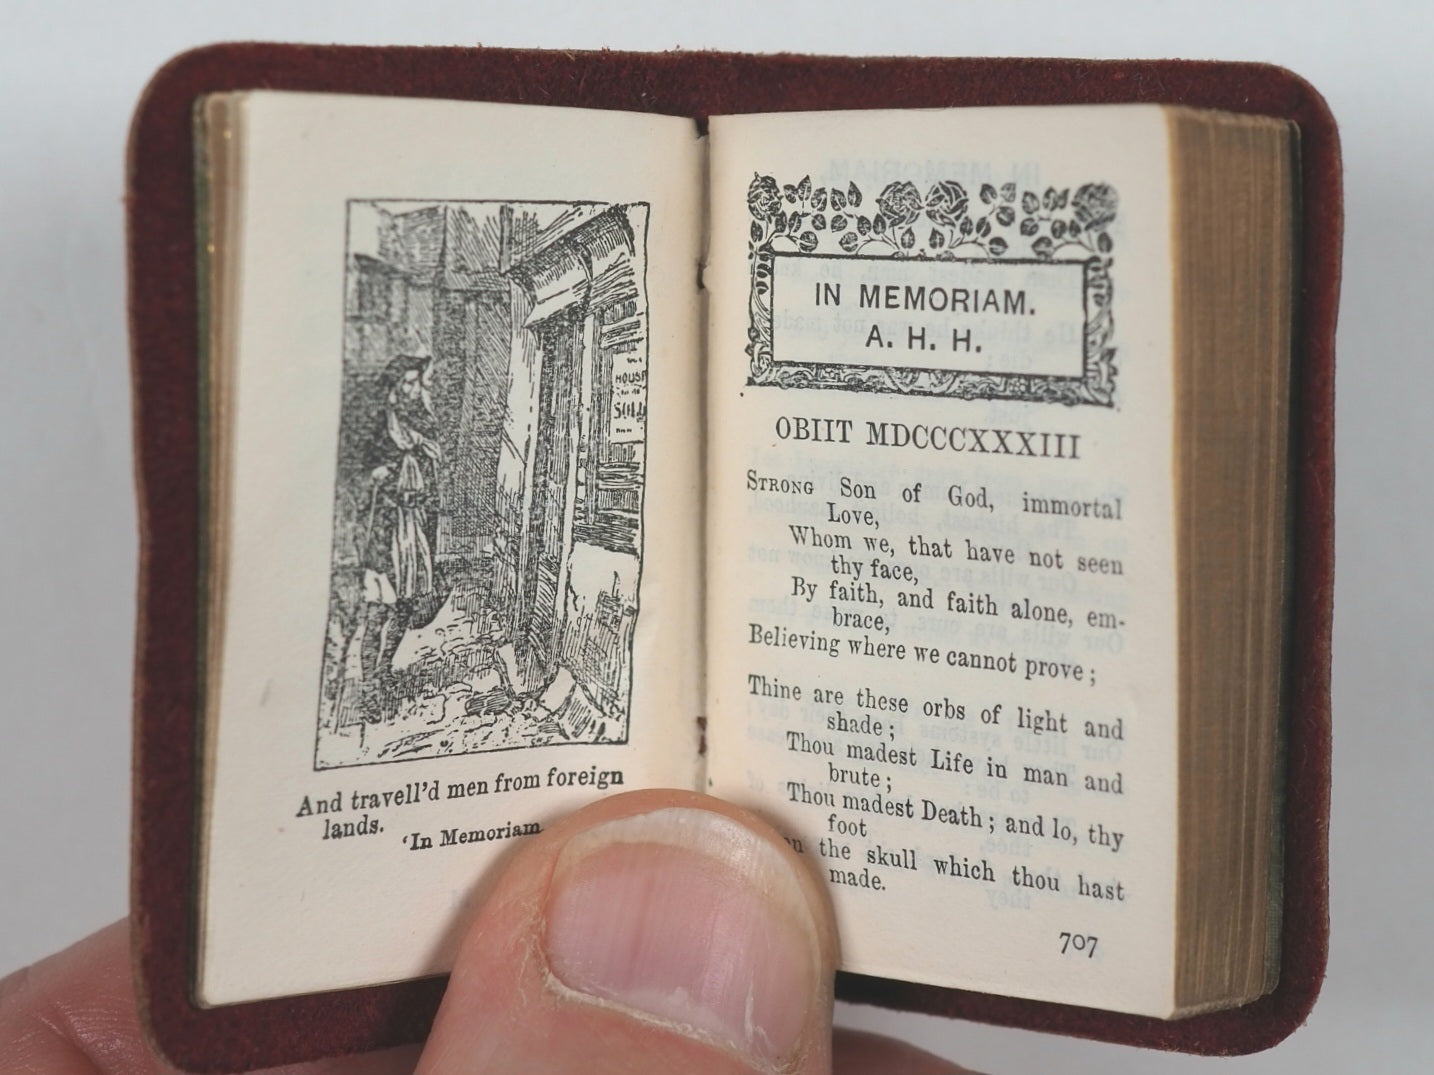 HOUSE
SOLD
And travell'd men from foreign
lands.
'In Memoriam
IN MEMORIAM.
A. H. H.
OBIIT MDCCCXXXIII
STRONG Son of God, immortal
Love,
Whom we, that have not seen
thy face,
By faith, and faith alone, em-
brace,
Believing where we cannot prove;
Thine are these orbs of light and
shade;
Thou madest Life in man and
brute;
Thou madest Death; and lo, thy
foot
the skull which thou hast
made.
707